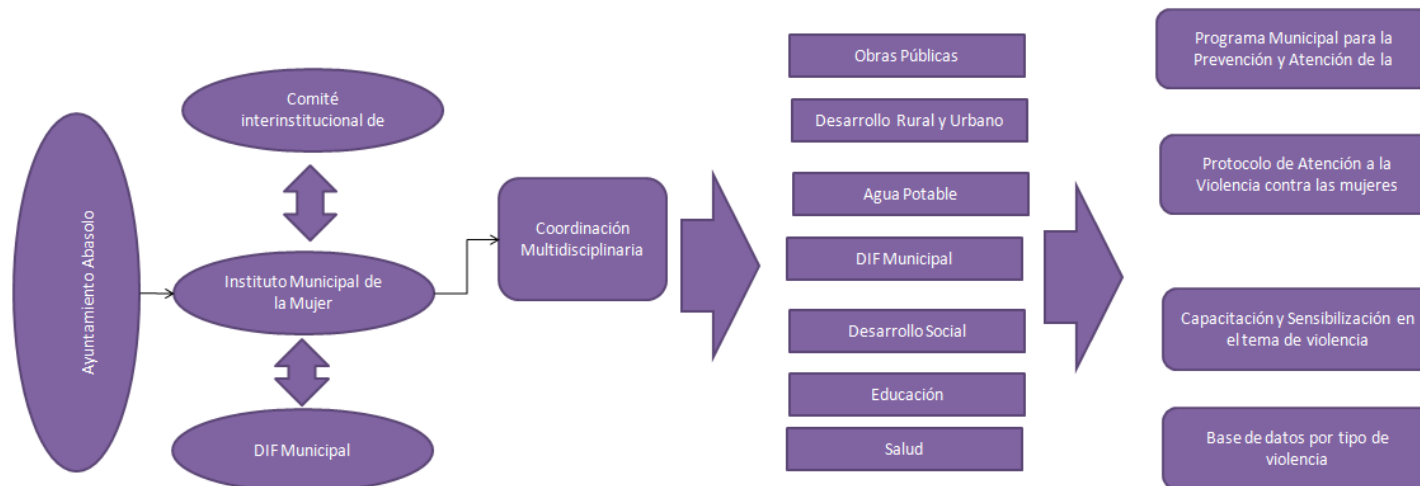 Ayuntamiento Abasolo
Comité
interinstitucional de
Instituto Municipal de
la Mujer
DIF Municipal
Coordinación
Multidisciplinaria
Obras Públicas
Desarrollo Rural y Urbano
Agua Potable
DIF Municipal
Desarrollo Social
Educación
Salud
Programa Municipal para la
Prevención y Atención de la
Protocolo de Atención a la
Violencia contra las mujeres
Capacitación y Sensibilización en
el tema de violencia
Base de datos por tipo de
violencia